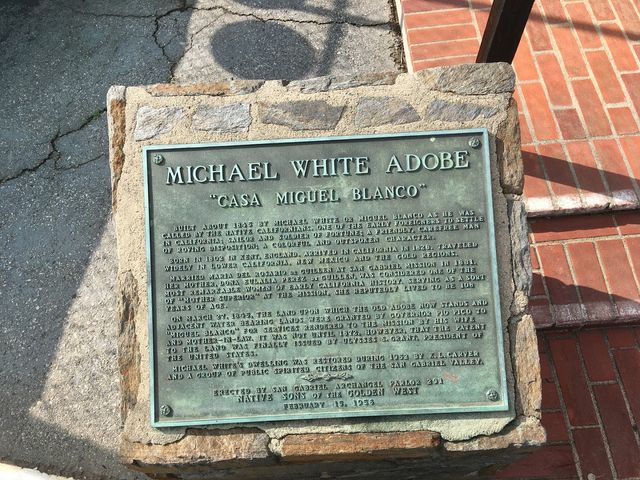 MICHAEL WHITE ADOBE
"CASA MIGUEL BLANCO"
BUILT ABOUT 1845 BY MICHAEL WHITE OR MIGUEL BLANCO AS HE WAS
CALLED BY THE NATIVE CALIFORNIANS. ONE OF THE EARLY FOREIGNERS TO SETTLE
IN CALIFORNIA; SAILOR AND SOLDIER OF FORTUNE; A FRIENDLY, CAREFREE MAN
OF ROVING DISPOSITION; A COLORFUL AND OUTSPOKEN CHARACTER.
BORN IN 1802 IN KENT, ENGLAND. ARRIVED IN CALIFORNIA IN 1828. TRAVELED
WIDELY IN LOWER CALIFORNIA, NEW MEXICO AND THE GOLD REGIONS.
MARRIED MARIA DEL ROSARIO DE GUILLEN AT SAN GABRIEL MISSION IN 1831.
HER MOTHER, DONA EULALIA PEREZ DE GUILLEN, WAS CONSIDERED ONE OF THE
MOST REMARKABLE WOMEN OF EARLY CALIFORNIA HISTORY, SERVING AS A SORT
OF "MOTHER SUPERIOR" AT THE MISSION. SHE REPUTEDLY LIVED TO BE 108
YEARS OF AGE.
ON MARCH 27, 1845, THE LAND UPON WHICH THE OLD ADOBE NOW STANDS AND
ADJACENT WATER BEARING LANDS WERE GRANTED BY GOVERNOR PIO PICO TO
"MIGUEL BLANCO" FOR SERVICES RENDERED TO THE MISSION BY HIS WIFE
AND MOTHER-IN-LAW. IT WAS NOT UNTIL 1872, HOWEVER, THAT THE PATENT
TO THE LAND WAS FINALLY ISSUED BY ULYSSES S. GRANT, PRESIDENT OF
THE UNITED STATES.
MICHAEL WHITE'S DWELLING WAS RESTORED DURING 1952 BY K.L. CARVER
AND A GROUP OF PUBLIC SPIRITED CITIZENS OF THE SAN GABRIEL VALLEY.
ERECTED BY SAN GABRIEL ARCHANGEL PARLOR 291
NATIVE SONS OF THE GOLDEN WEST
FEBRUARY 15, 1956